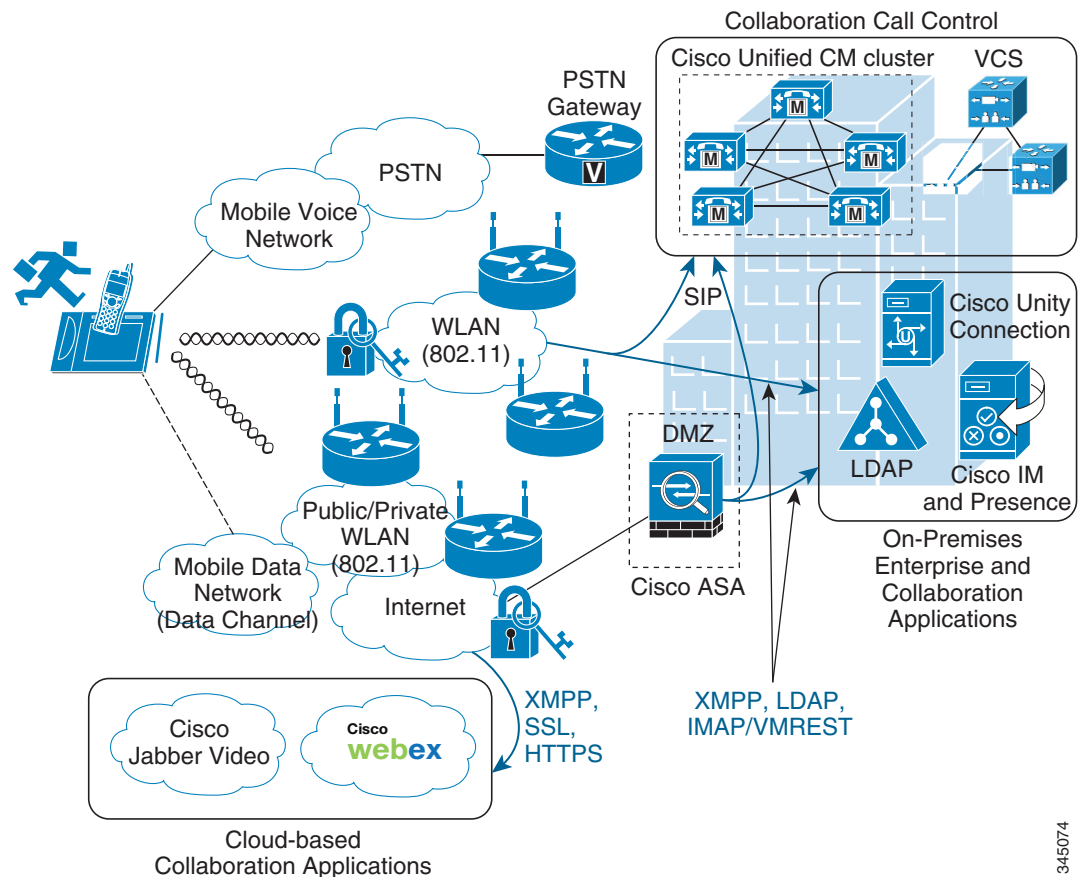 Collaboration Call Control
Cisco Unified CM cluster
VCS
M
M
M
M
M
PSTN
Gateway
V
PSTN
Mobile Voice
Network
SIP
WLAN
(802.11)
Cisco Unity
Connection
U
LDAP
Cisco IM
and Presence
DMZ
Cisco ASA
On-Premises
Enterprise and
Collaboration
Applications
Public/Private
WLAN
(802.11)
Mobile Data
Network
(Data Channel)
Internet
XMPP,
SSL,
HTTPS
XMPP, LDAP,
IMAP/VMREST
Cisco
Jabber Video
Cisco
webex
Cloud-based
Collaboration Applications
345074